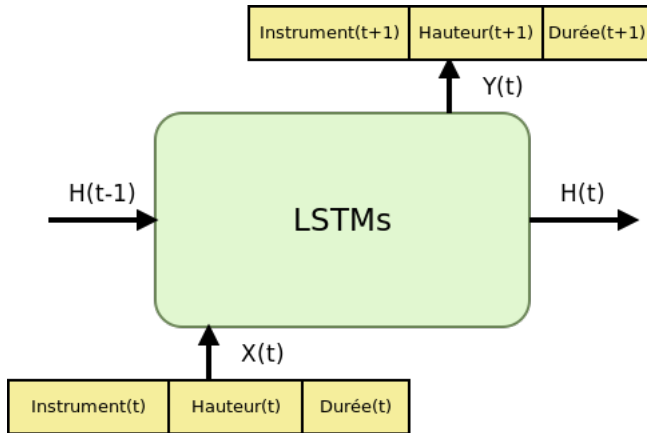 Instrument(t+1) Hauteur(t+1) Durée(t+1)
Y(t)
H(t-1)
LSTMs
H(t)
X(t)
Instrument(t) Hauteur(t) Durée(t)